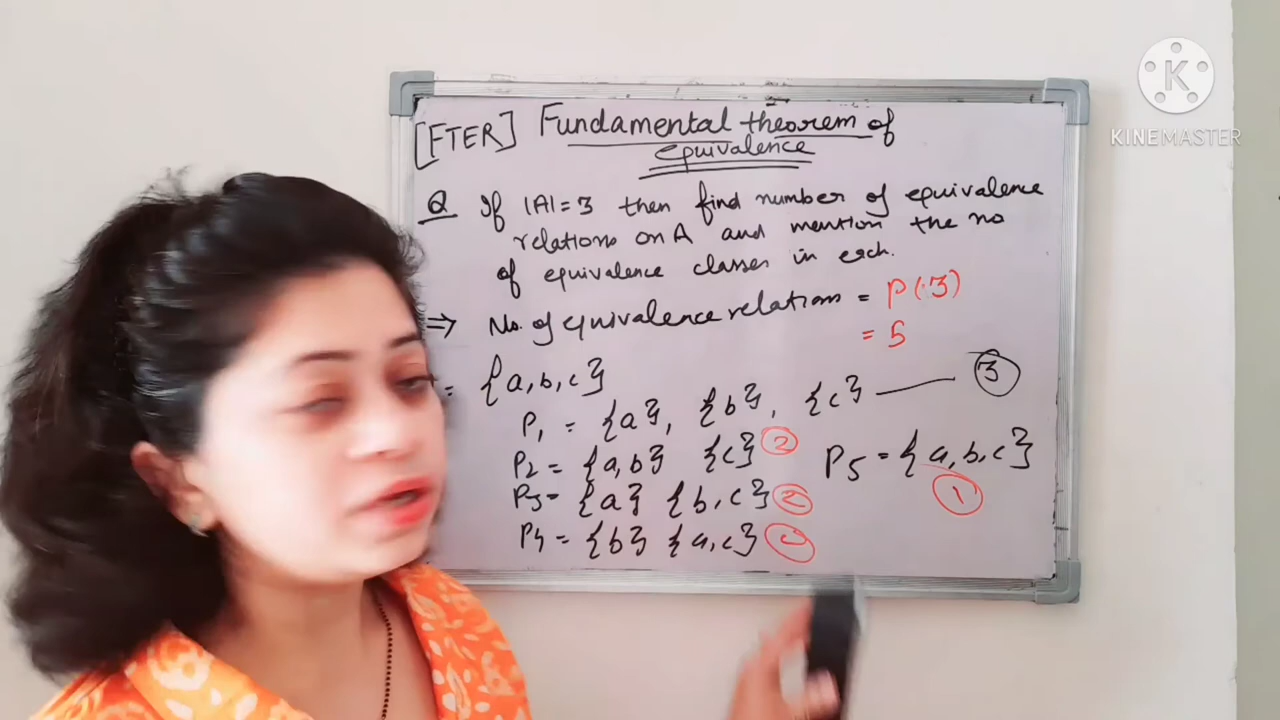 [FTER] Fundamental theorem of
equivalence
Q If |A|=3 then find number of equivalence
relations on A and mention the no
of equivalence classes in each.
⇒ No. of equivalence relations = P(3)
= 5
= {a,b,c}
P1 = {a}, {b}, {c} — 3
P2 = {a,b} {c} 2
P3 = {a} {b,c} 2
P4 = {b} {a,c}
P5 = {a,b,c}
1
KINEMASTER